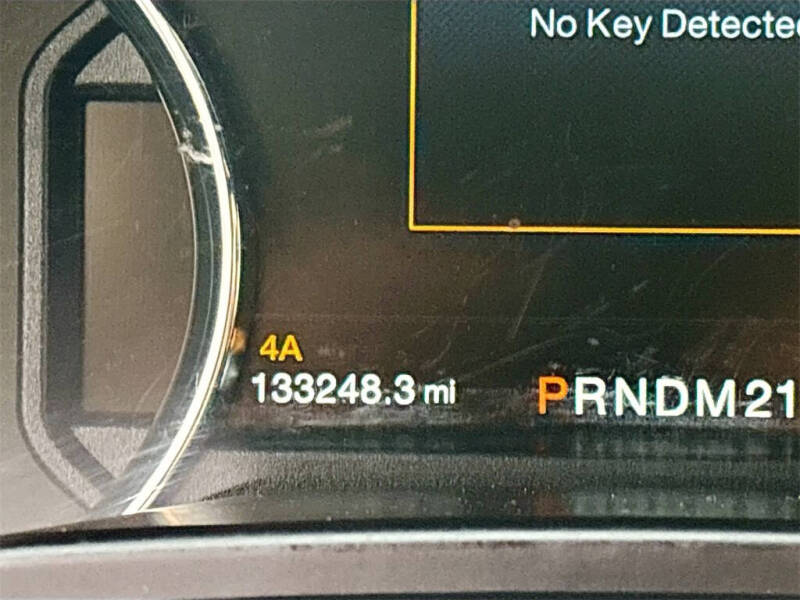 No Key Detected
4A
133248.3 mi
PRNDM21